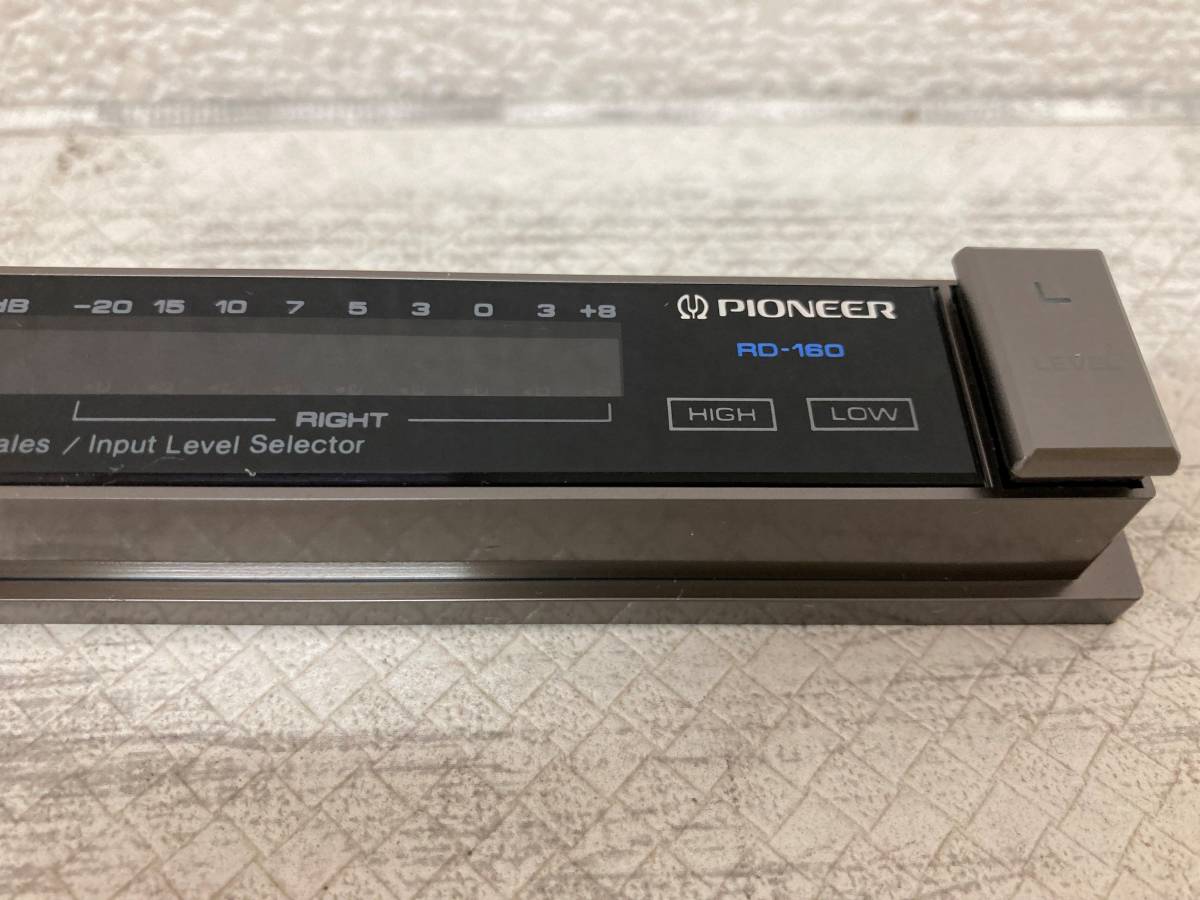 dB -20 15 10 7 5 3 0 3 +8
PIONEER
RD-160
RIGHT
HIGH LOW
ales / Input Level Selector
L
LEVEL